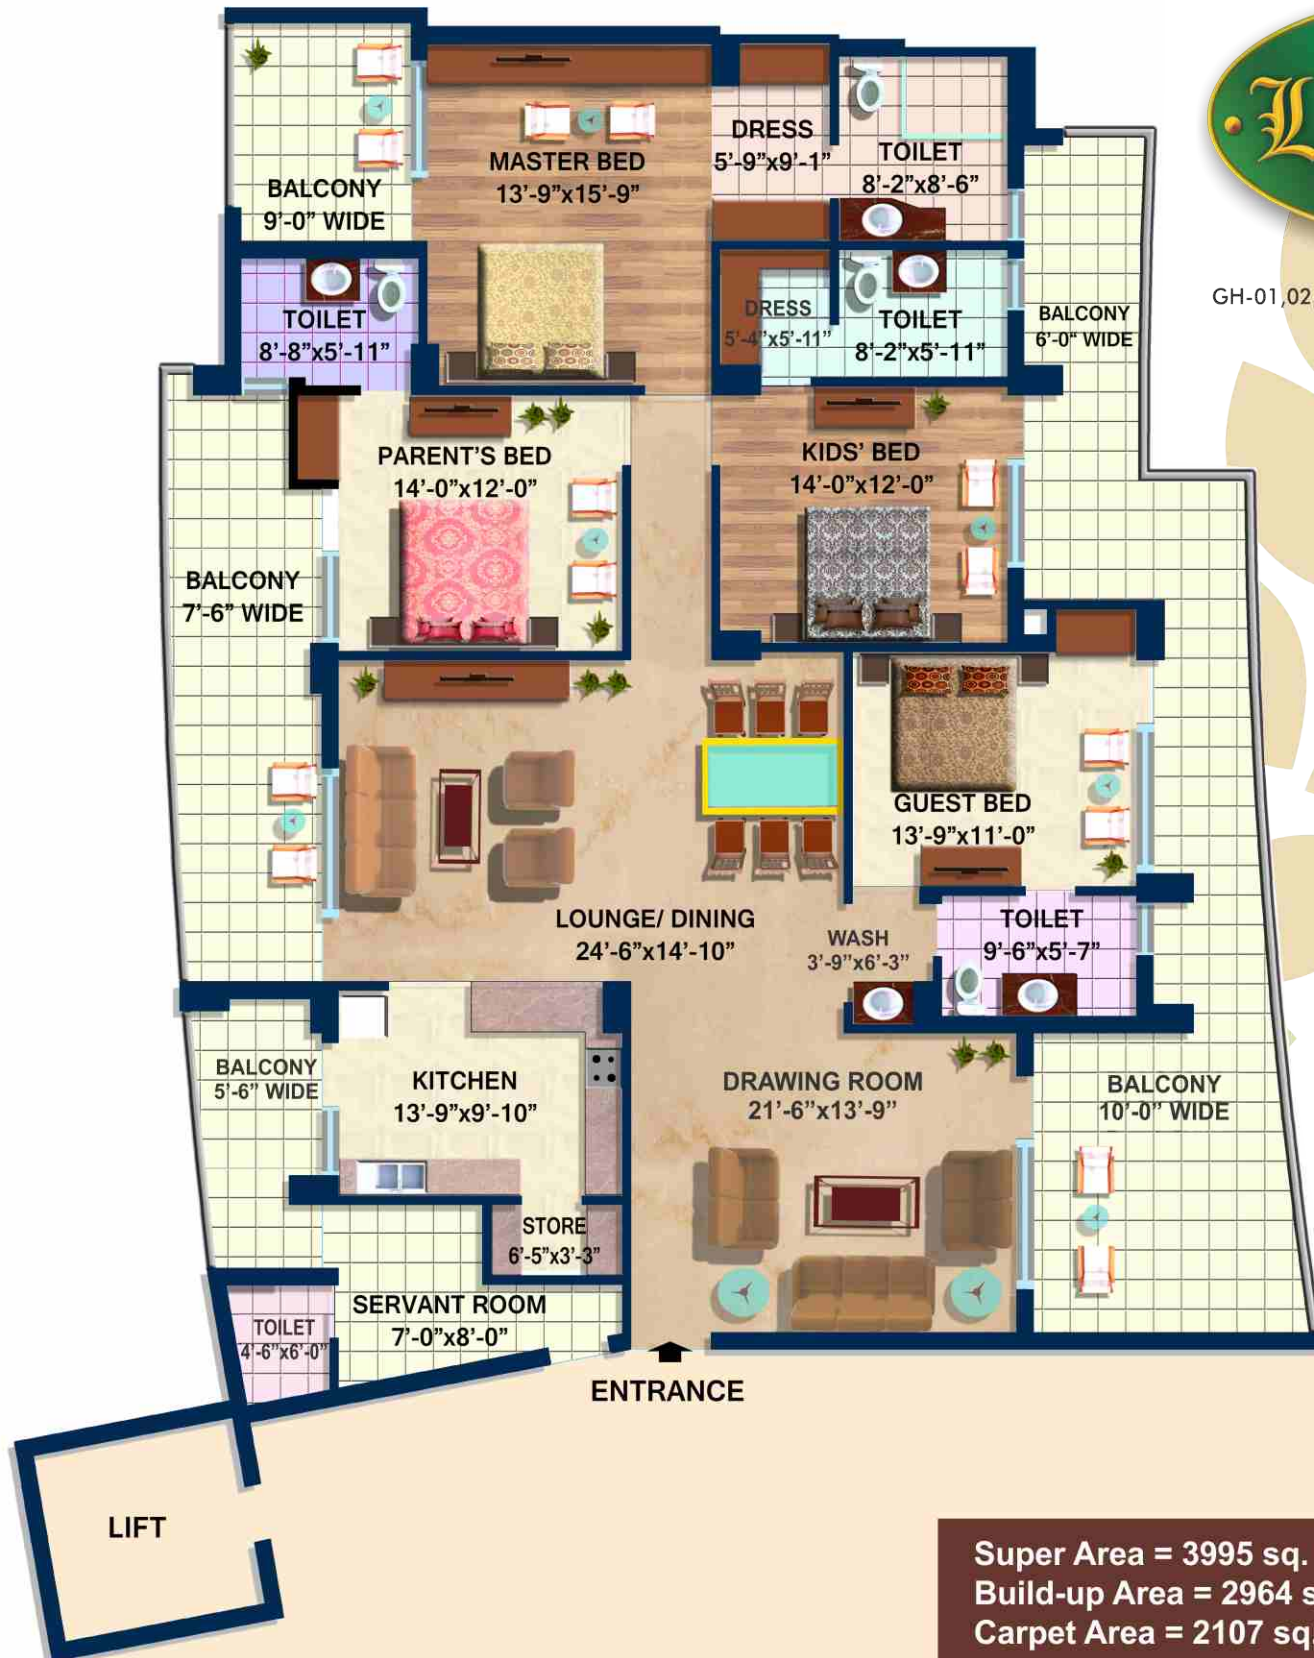 MASTER BED
13'-9"x15'-9"
DRESS
5'-9"x9'-1"
TOILET
8'-2"x8'-6"
BALCONY
9'-0" WIDE
GH-01,02
TOILET
8'-8"x5'-11"
DRESS
5'-4"x5'-11"
TOILET
8'-2"x5'-11"
BALCONY
6'-0" WIDE
PARENT'S BED
14'-0"x12'-0"
KIDS' BED
14'-0"x12'-0"
BALCONY
7'-6" WIDE
GUEST BED
13'-9"x11'-0"
LOUNGE/ DINING
24'-6"x14'-10"
WASH
3'-9"x6'-3"
TOILET
9'-6"x5'-7"
BALCONY
5'-6" WIDE
KITCHEN
13'-9"x9'-10"
DRAWING ROOM
21'-6"x13'-9"
BALCONY
10'-0" WIDE
STORE
6'-5"x3'-3"
SERVANT ROOM
7'-0"x8'-0"
TOILET
4'-6"x6'-0"
ENTRANCE
LIFT
Super Area = 3995 sq.
Build-up Area = 2964 s
Carpet Area = 2107 sq.